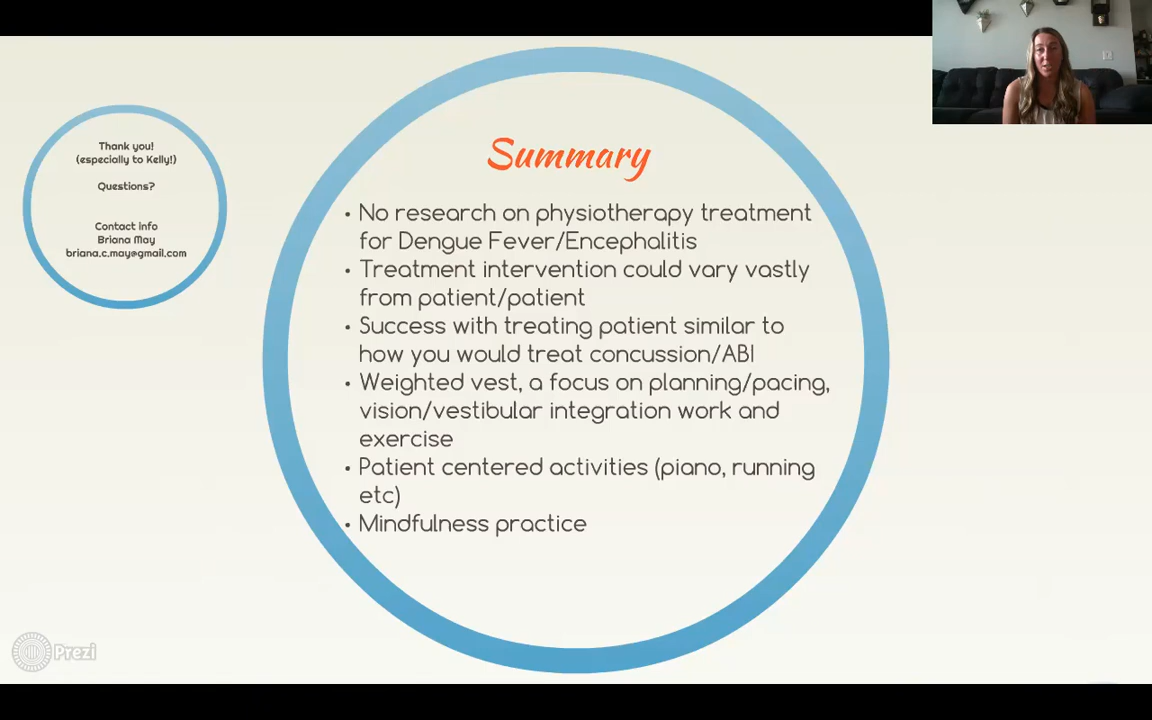 Thank you!
(especially to Kelly!)
Questions?
Contact info
Briana May
briana.c.may@gmail.com
Summary
• No research on physiotherapy treatment
for Dengue Fever/Encephalitis
• Treatment intervention could vary vastly
from patient/patient
• Success with treating patient similar to
how you would treat concussion/ABI
• Weighted vest, a focus on planning/pacing,
vision/vestibular integration work and
exercise
• Patient centered activities (piano, running
etc)
• Mindfulness practice
Prezi